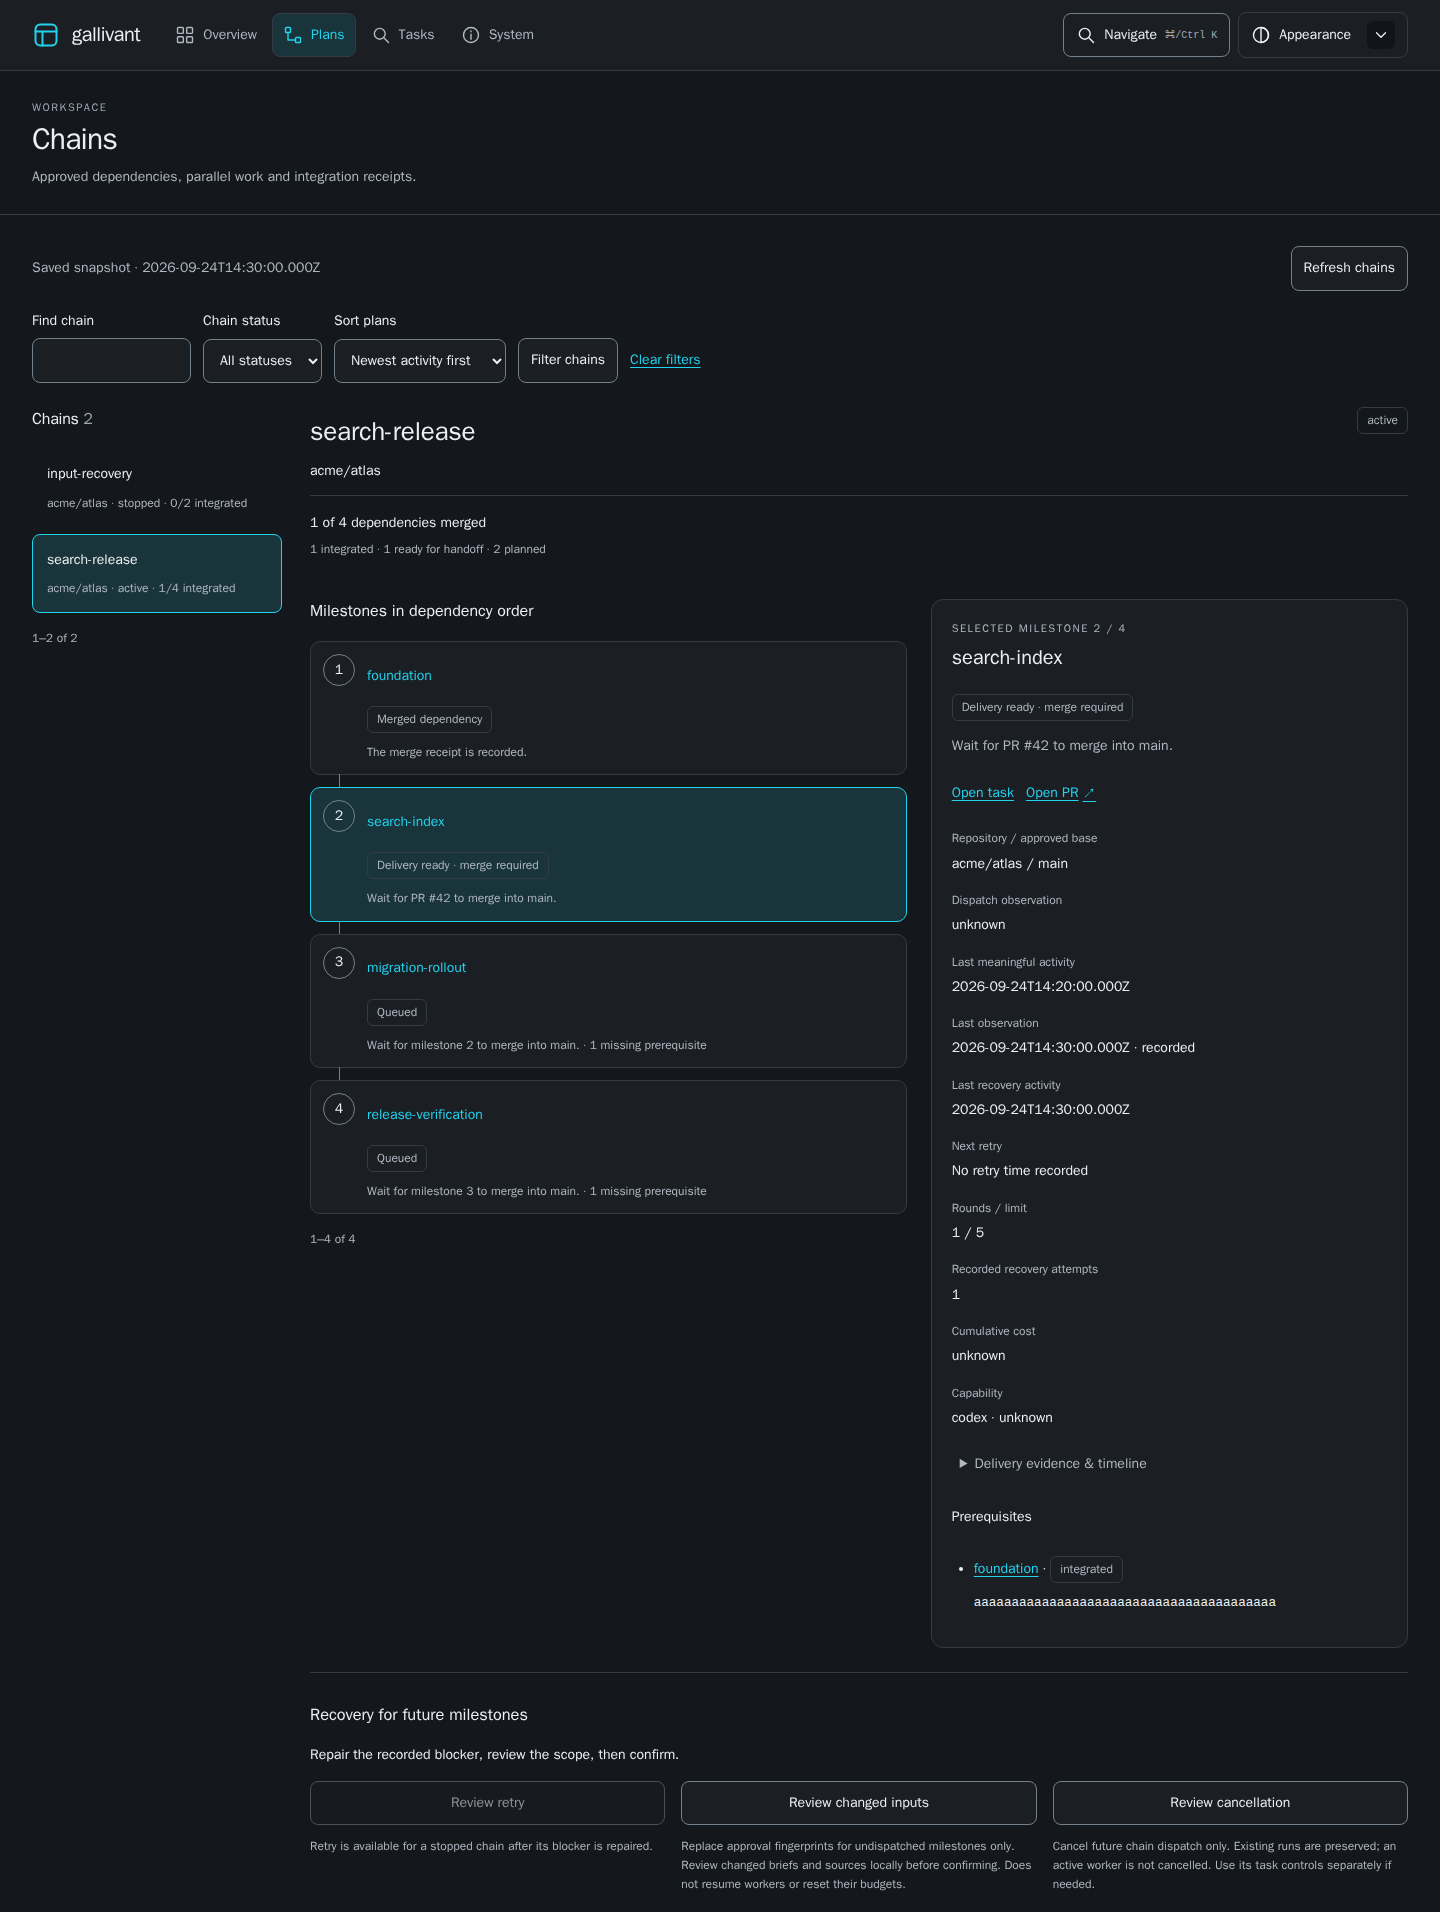 gallivant
Overview
Plans
Tasks
System
Navigate ⌘/Ctrl K
Appearance
WORKSPACE
Chains
Approved dependencies, parallel work and integration receipts.
Saved snapshot · 2026-09-24T14:30:00.000Z
Refresh chains
Find chain
Chain status
Sort plans
All statuses
Newest activity first
Filter chains
Clear filters
Chains 2
input-recovery
acme/atlas · stopped · 0/2 integrated
search-release
acme/atlas · active · 1/4 integrated
1–2 of 2
search-release
active
acme/atlas
1 of 4 dependencies merged
1 integrated · 1 ready for handoff · 2 planned
Milestones in dependency order
1
foundation
Merged dependency
The merge receipt is recorded.
2
search-index
Delivery ready · merge required
Wait for PR #42 to merge into main.
3
migration-rollout
Queued
Wait for milestone 2 to merge into main. · 1 missing prerequisite
4
release-verification
Queued
Wait for milestone 3 to merge into main. · 1 missing prerequisite
1–4 of 4
SELECTED MILESTONE 2 / 4
search-index
Delivery ready · merge required
Wait for PR #42 to merge into main.
Open task Open PR ↗
Repository / approved base
acme/atlas / main
Dispatch observation
unknown
Last meaningful activity
2026-09-24T14:20:00.000Z
Last observation
2026-09-24T14:30:00.000Z · recorded
Last recovery activity
2026-09-24T14:30:00.000Z
Next retry
No retry time recorded
Rounds / limit
1 / 5
Recorded recovery attempts
1
Cumulative cost
unknown
Capability
codex · unknown
Delivery evidence & timeline
Prerequisites
foundation · integrated
aaaaaaaaaaaaaaaaaaaaaaaaaaaaaaaaaaaaaaaa
Recovery for future milestones
Repair the recorded blocker, review the scope, then confirm.
Review retry
Retry is available for a stopped chain after its blocker is repaired.
Review changed inputs
Replace approval fingerprints for undispatched milestones only.
Review changed briefs and sources locally before confirming. Does
not resume workers or reset their budgets.
Review cancellation
Cancel future chain dispatch only. Existing runs are preserved; an
active worker is not cancelled. Use its task controls separately if
needed.